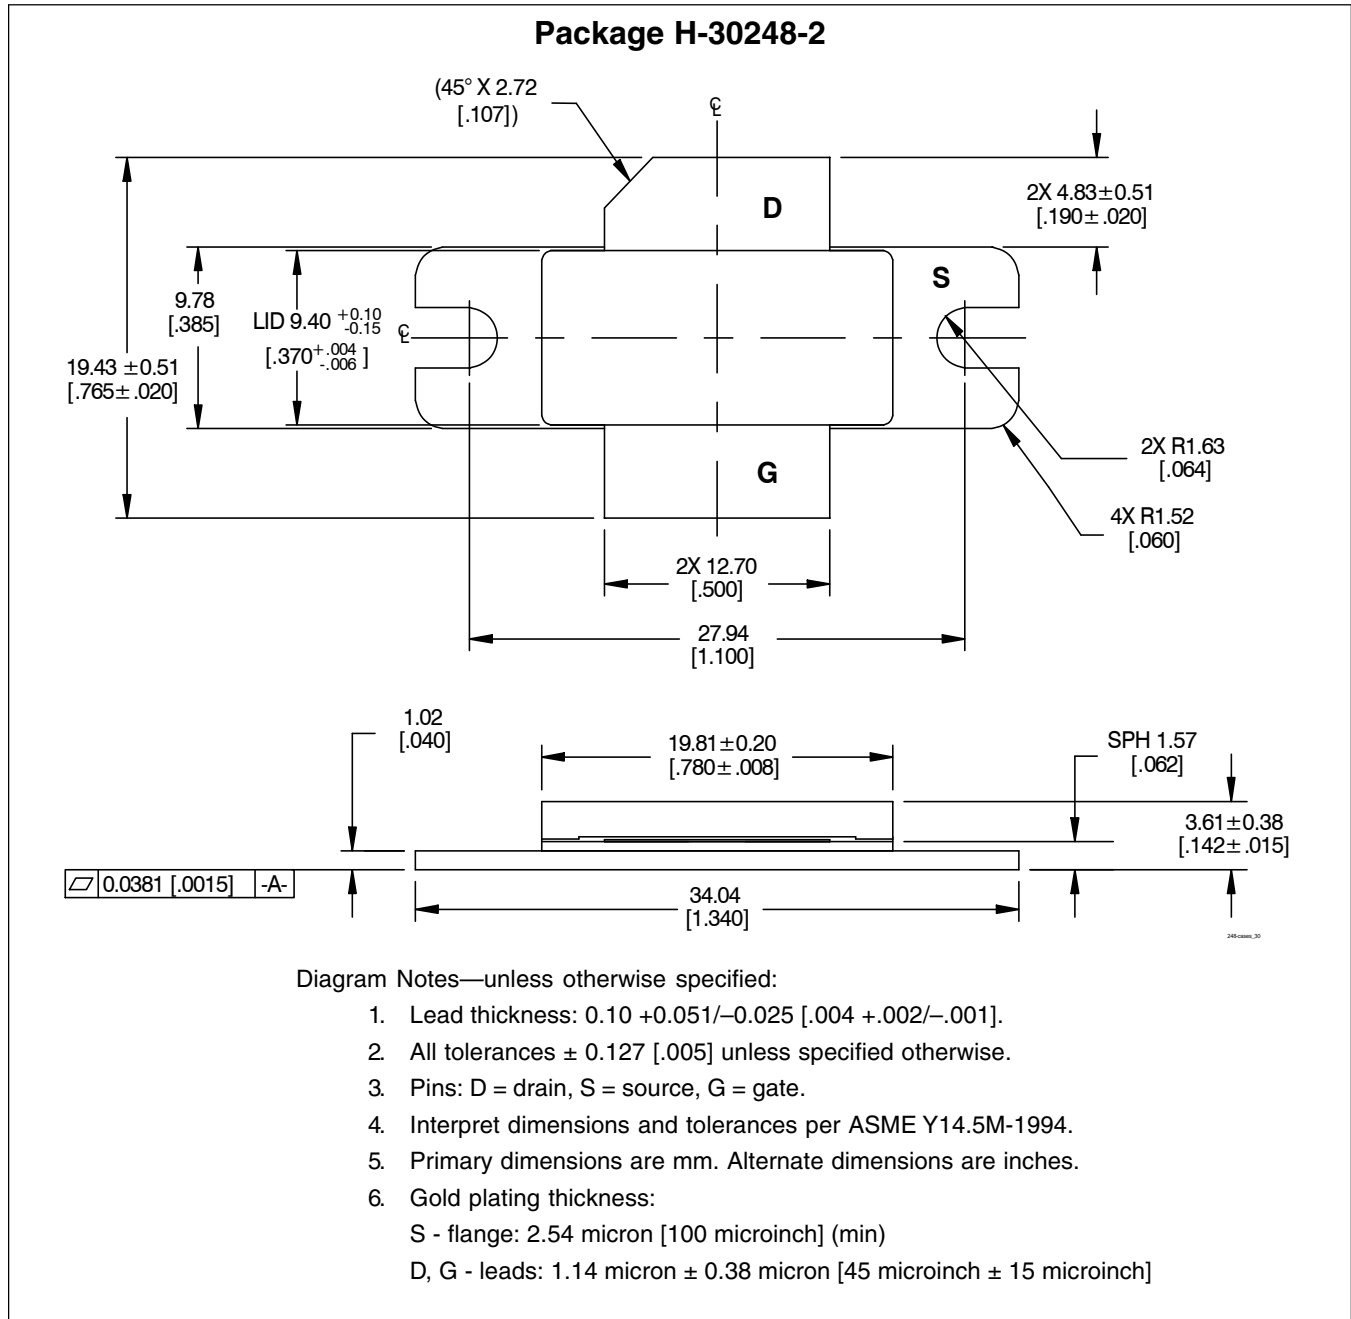 Package H-30248-2
(45° X 2.72
[.107])
℄
2X 4.83±0.51
[.190±.020]
D
S
9.78
[.385]
LID 9.40 +0.10
-0.15
[.370 +.004
-.006 ]
℄
19.43 ±0.51
[.765±.020]
2X R1.63
[.064]
G
4X R1.52
[.060]
2X 12.70
[.500]
27.94
[1.100]
1.02
[.040]
19.81±0.20
[.780±.008]
SPH 1.57
[.062]
3.61±0.38
[.142±.015]
⏥ 0.0381 [.0015] -A-
34.04
[1.340]
248-cases_30
Diagram Notes—unless otherwise specified:
1. Lead thickness: 0.10 +0.051/–0.025 [.004 +.002/–.001].
2. All tolerances ± 0.127 [.005] unless specified otherwise.
3. Pins: D = drain, S = source, G = gate.
4. Interpret dimensions and tolerances per ASME Y14.5M-1994.
5. Primary dimensions are mm. Alternate dimensions are inches.
6. Gold plating thickness:
S - flange: 2.54 micron [100 microinch] (min)
D, G - leads: 1.14 micron ± 0.38 micron [45 microinch ± 15 microinch]